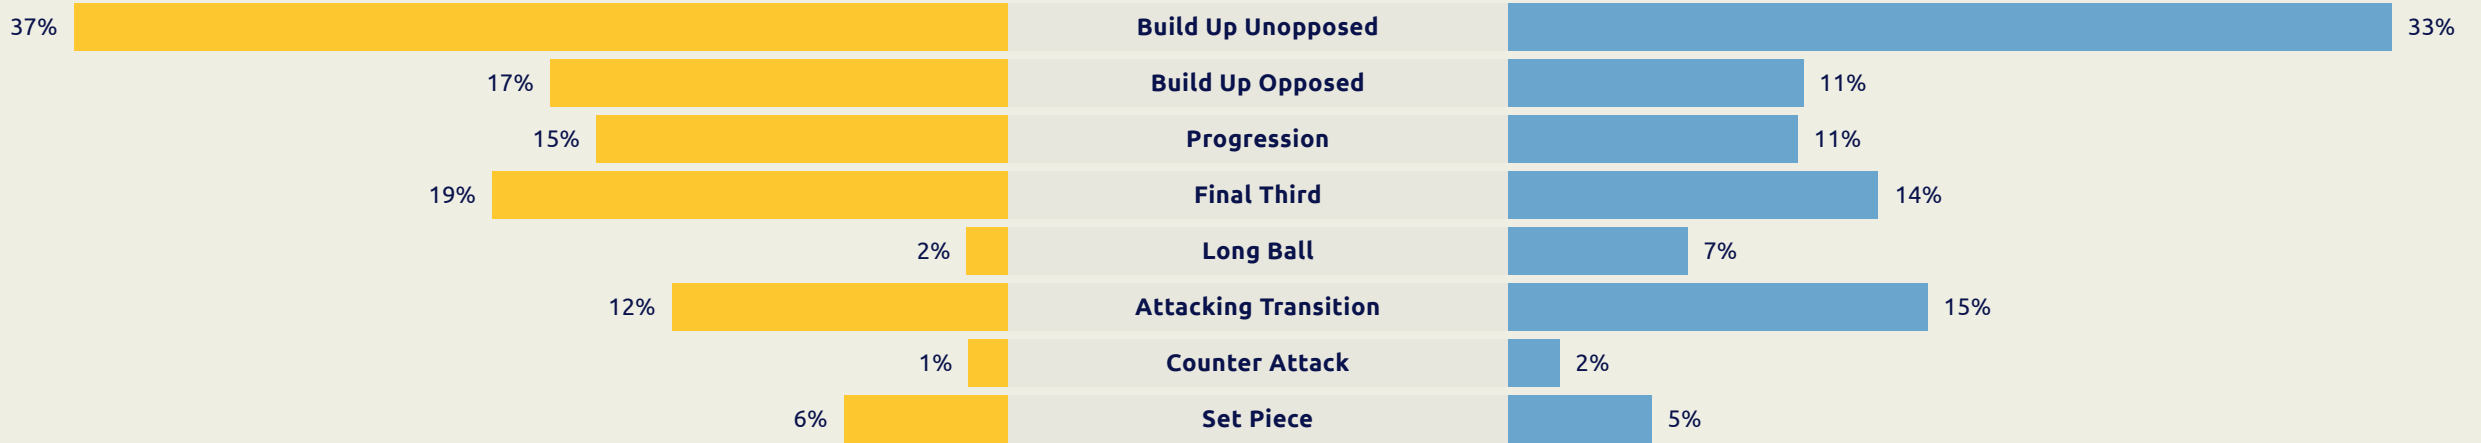 37% Build Up Unopposed 33%
17% Build Up Opposed 11%
15% Progression 11%
19% Final Third 14%
2% Long Ball 7%
12% Attacking Transition 15%
1% Counter Attack 2%
6% Set Piece 5%